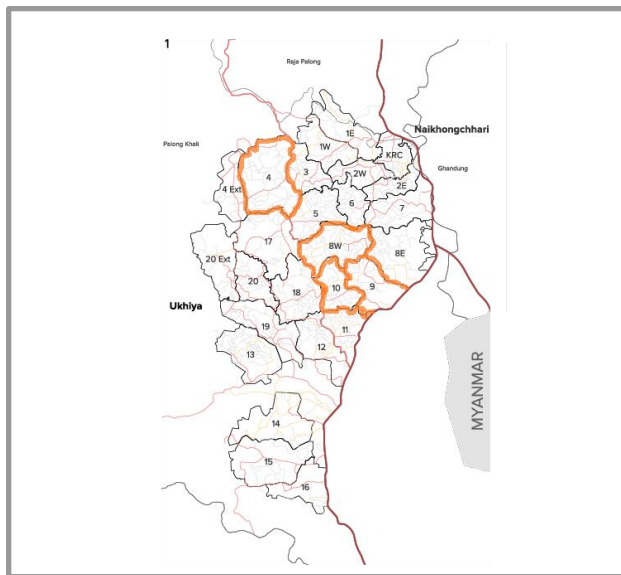 1
Raja Palong
Naikhongchhari
1E
1W
Palong Khali
KRC
Ghandung
3
2W
4
2E
4 Ext
6
7
5
17
8W
8E
20 Ext
20
10
9
18
Ukhiya
19
11
12
13
MYANMAR
14
15
16